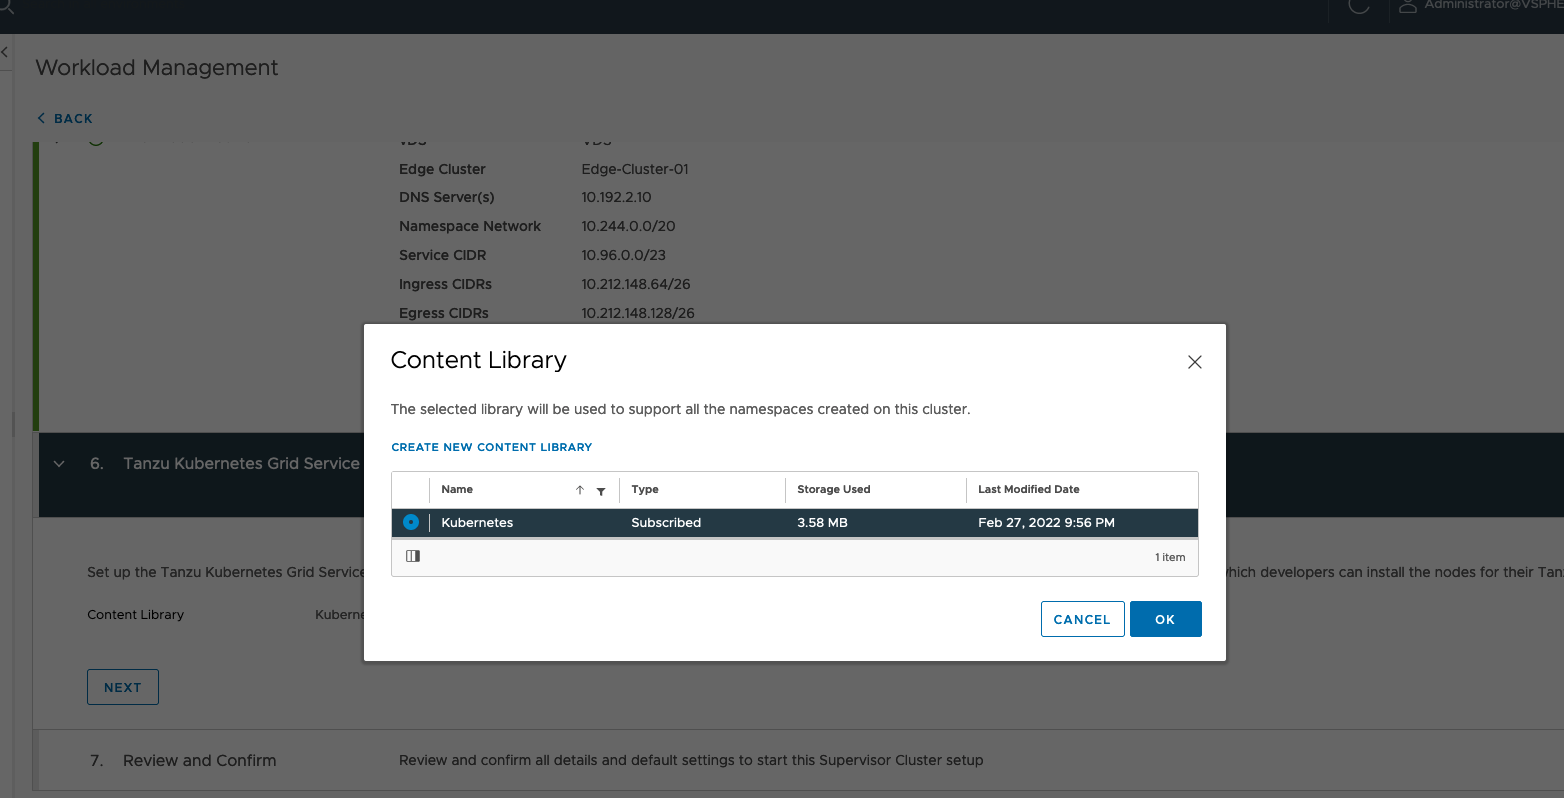 Administrator@VSPHE
Workload Management
BACK
VDS VDS
Edge Cluster Edge-Cluster-01
DNS Server(s) 10.192.2.10
Namespace Network 10.244.0.0/20
Service CIDR 10.96.0.0/23
Ingress CIDRs 10.212.148.64/26
Egress CIDRs 10.212.148.128/26
Content Library
The selected library will be used to support all the namespaces created on this cluster.
CREATE NEW CONTENT LIBRARY
Name Type Storage Used Last Modified Date
Kubernetes Subscribed 3.58 MB Feb 27, 2022 9:56 PM
1 item
CANCEL OK
6. Tanzu Kubernetes Grid Service
Set up the Tanzu Kubernetes Grid Service which developers can install the nodes for their Tan
Content Library Kuberne
NEXT
7. Review and Confirm Review and confirm all details and default settings to start this Supervisor Cluster setup